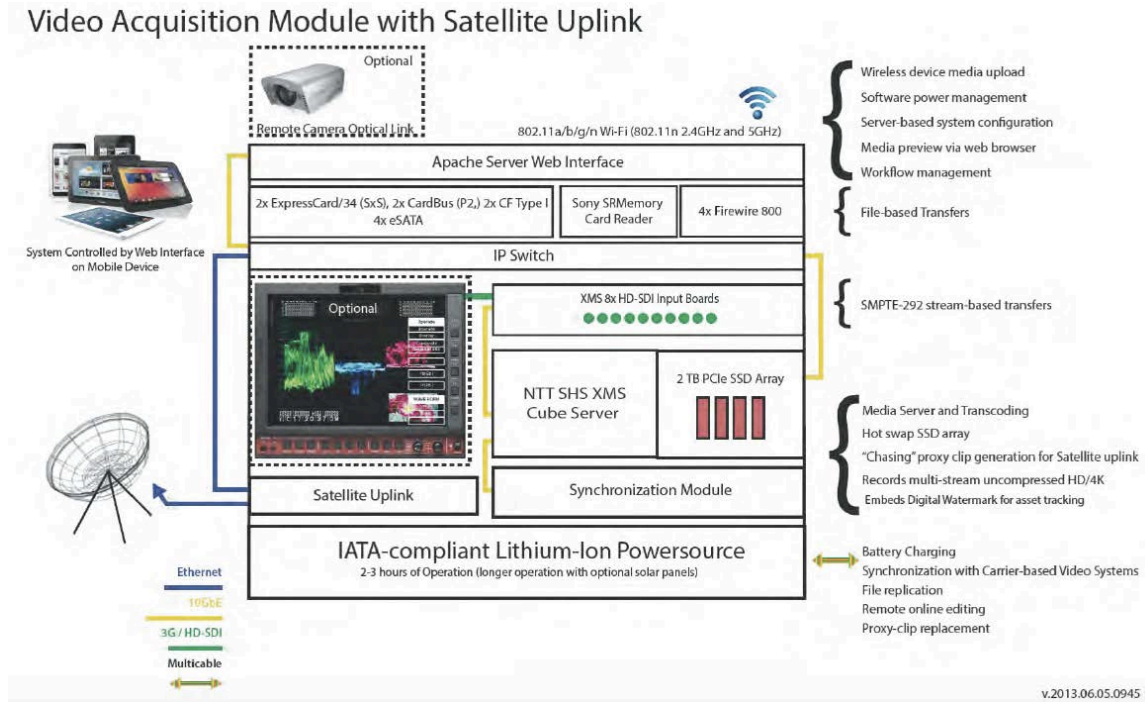 Video Acquisition Module with Satellite Uplink
Optional
Remote Camera Optical Link
802.11a/b/g/n Wi-Fi (802.11n 2.4GHz and 5GHz)
Wireless device media upload
Software power management
Server-based system configuration
Media preview via web browser
Workflow management
Apache Server Web Interface
2x ExpressCard/34 (SxS), 2x CardBus (P2,) 2x CF Type I
4x eSATA
Sony SRMemory
Card Reader
4x Firewire 800
File-based Transfers
System Controlled by Web Interface
on Mobile Device
IP Switch
Optional
XMS 8x HD-SDI Input Boards
SMPTE-292 stream-based transfers
NTT SHS XMS
Cube Server
2 TB PCIe SSD Array
Media Server and Transcoding
Hot swap SSD array
"Chasing" proxy clip generation for Satellite uplink
Records multi-stream uncompressed HD/4K
Embeds Digital Watermark for asset tracking
Satellite Uplink
Synchronization Module
IATA-compliant Lithium-Ion Powersource
2-3 hours of Operation (longer operation with optional solar panels)
Battery Charging
Synchronization with Carrier-based Video Systems
File replication
Remote online editing
Proxy-clip replacement
Ethernet
10GbE
3G / HD-SDI
Multicable
v.2013.06.05.0945